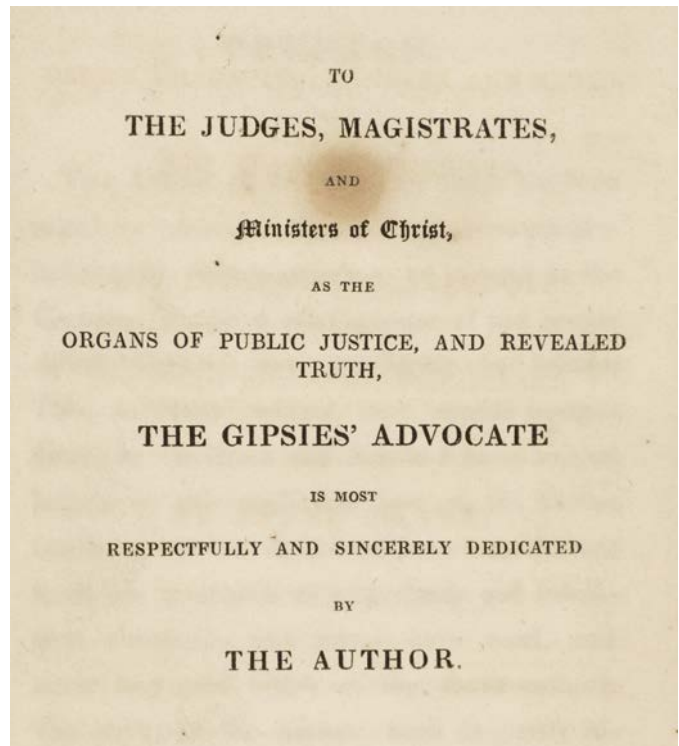 TO
THE JUDGES, MAGISTRATES,
AND
Ministers of Christ,
AS THE
ORGANS OF PUBLIC JUSTICE, AND REVEALED
TRUTH,
THE GIPSIES' ADVOCATE
IS MOST
RESPECTFULLY AND SINCERELY DEDICATED
BY
THE AUTHOR.